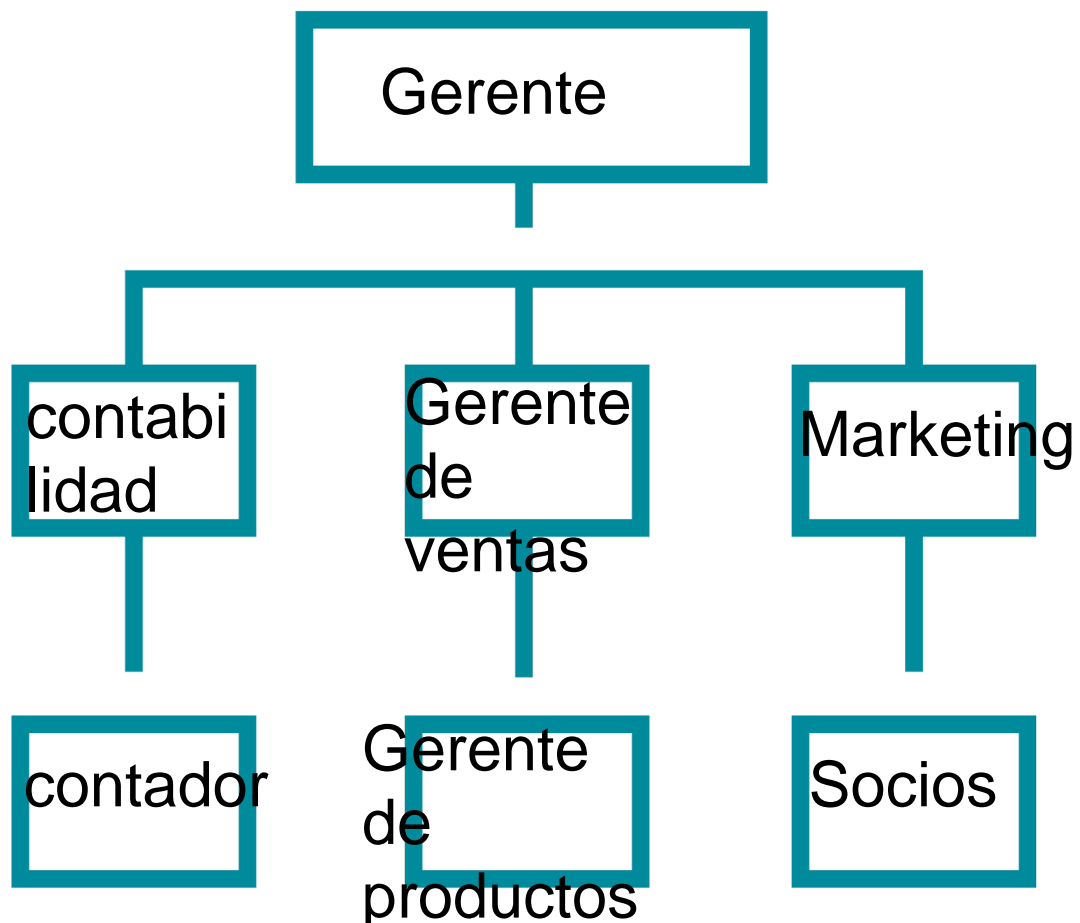 Gerente
contabi
lidad
Gerente
de
ventas
Marketing
contador
Gerente
de
productos
Socios